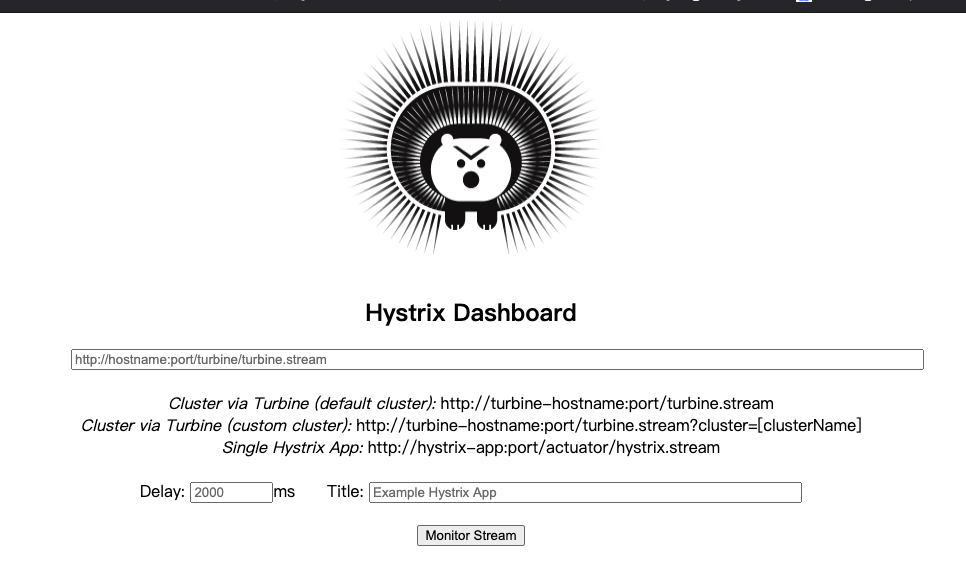 Hystrix Dashboard
http://hostname:port/turbine/turbine.stream
Cluster via Turbine (default cluster): http://turbine-hostname:port/turbine.stream
Cluster via Turbine (custom cluster): http://turbine-hostname:port/turbine.stream?cluster=[clusterName]
Single Hystrix App: http://hystrix-app:port/actuator/hystrix.stream
Delay: 2000 ms Title: Example Hystrix App
Monitor Stream